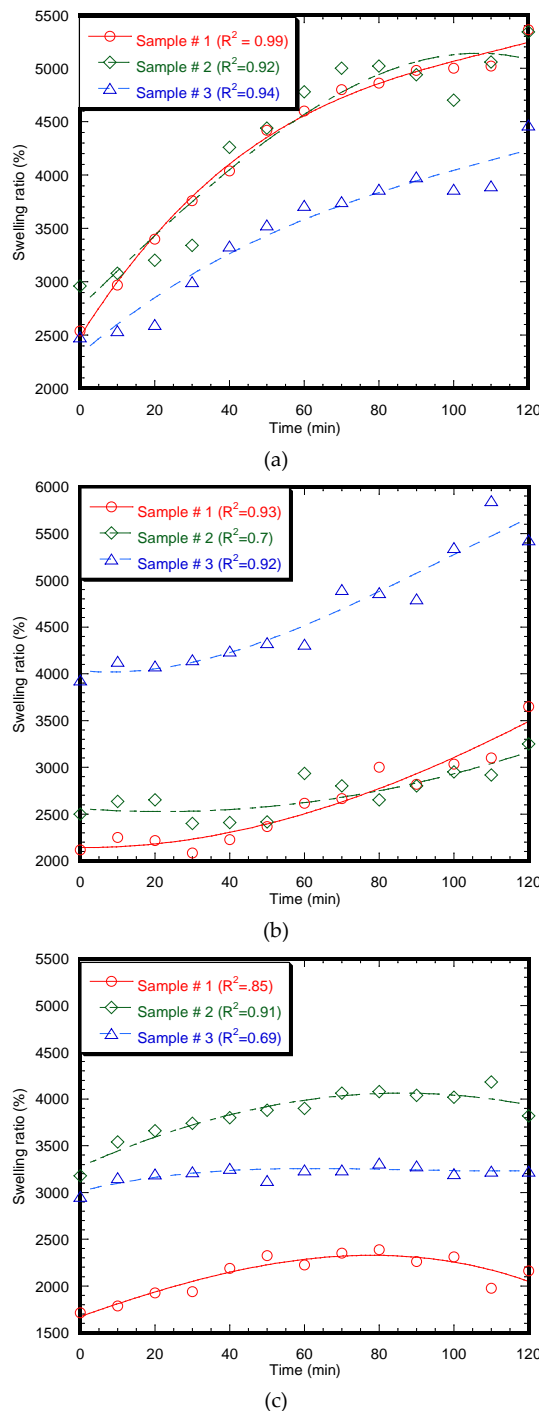 5500
Sample # 1 (R² = 0.99)
5000
Sample # 2 (R²=0.92)
Sample # 3 (R²=0.94)
4500
4000
Swelling ratio (%)
3500
3000
2500
2000
0 20 40 60 80 100 120
Time (min)
(a)
6000
Sample # 1 (R²=0.93)
5500
Sample # 2 (R²=0.7)
Sample # 3 (R²=0.92)
5000
4500
4000
Swelling ratio (%)
3500
3000
2500
2000
0 20 40 60 80 100 120
Time (min)
(b)
5500
Sample # 1 (R²=.85)
5000
Sample # 2 (R²=0.91)
Sample # 3 (R²=0.69)
4500
4000
Swelling ratio (%)
3500
3000
2500
2000
1500
0 20 40 60 80 100 120
Time (min)
(c)